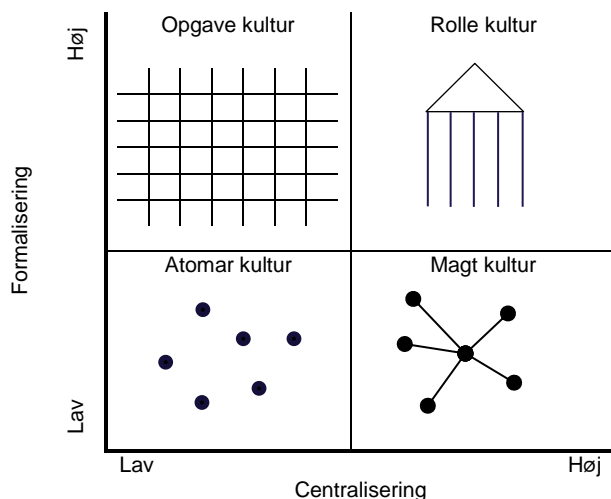 Opgave kultur
Rolle kultur
Høj
Formalisering
Atomar kultur
Magt kultur
Lav
Lav
Høj
Centralisering